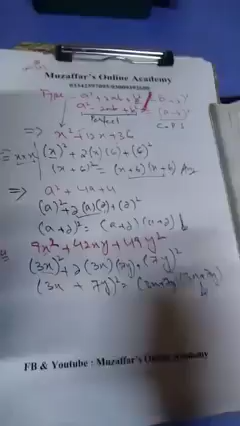 Muzaffar's Online Academy
Type
a² + 2ab + b²
a² - 2ab + b² = (a-b)²
Perfect
=> x² + 12x + 36
(x)² + 2(x)(6) + (6)²
(x+6)² = (x+6)(x+6) Ans
=> a² + 4a + 4
(a)² + 2(a)(2) + (2)²
(a+2)² = (a+2)(a+2)
9x² + 42xy + 49y²
(3x)² + 2(3x)(7y) + (7y)²
(3x + 7y)² = (3x+7y)(3x+7y)
FB & Youtube : Muzaffar's Online Academy